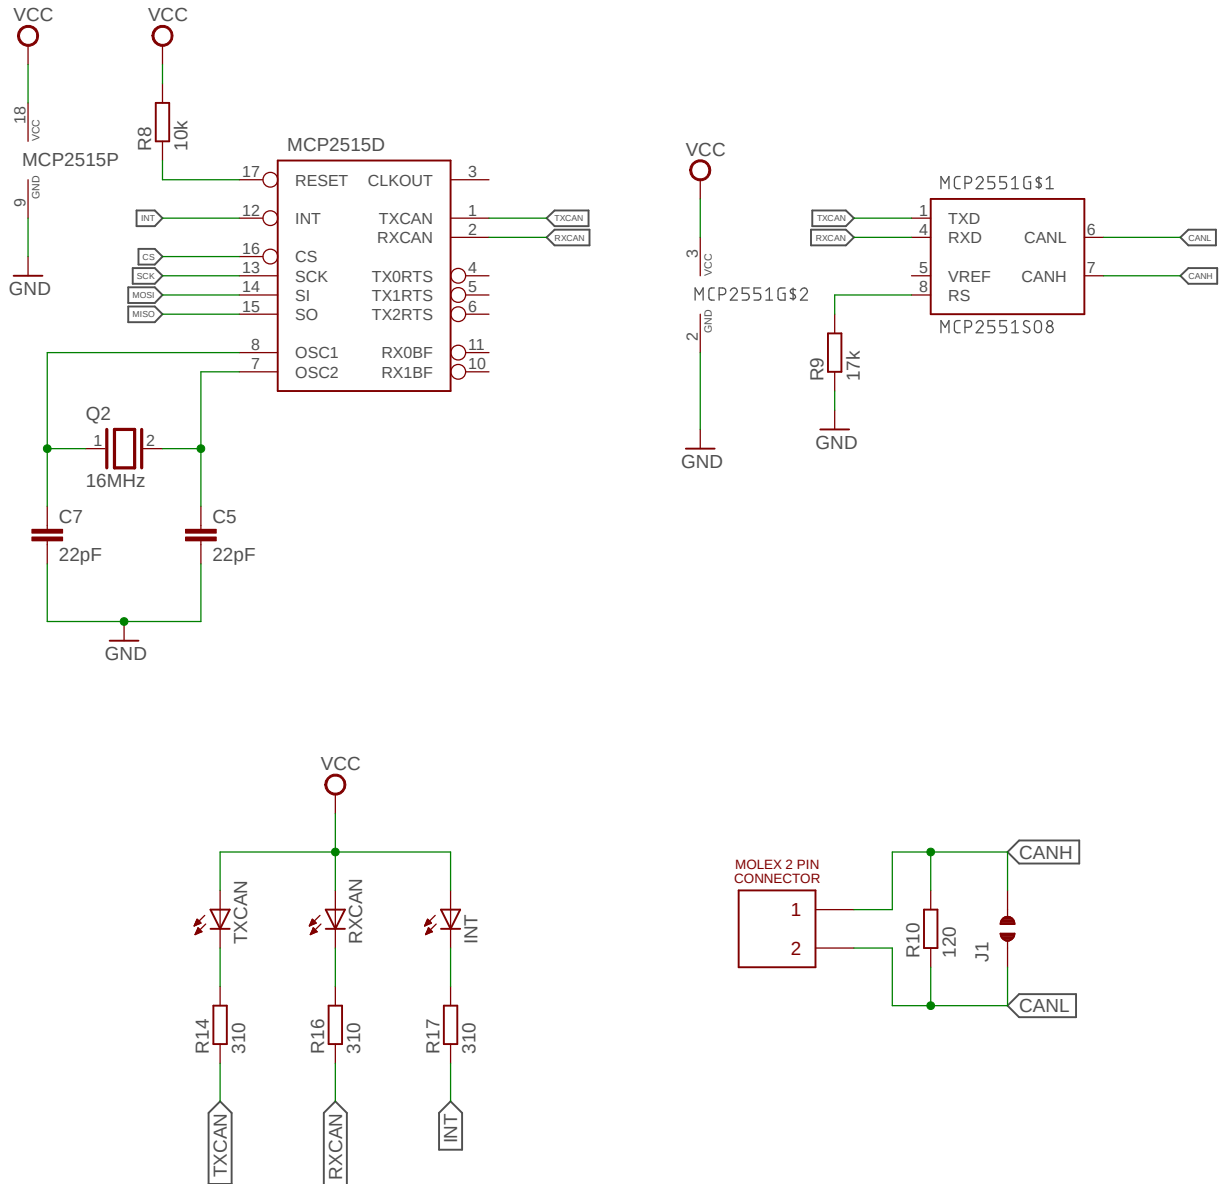 VCC
VCC
18
VCC
MCP2515P
9
GND
GND
R8
10k
MCP2515D
17
RESET
CLKOUT
3
INT
12
INT
TXCAN
1
TXCAN
RXCAN
2
RXCAN
CS
16
CS
SCK
13
SCK
TX0RTS
4
MOSI
14
SI
TX1RTS
5
MISO
15
SO
TX2RTS
6
8
OSC1
RX0BF
11
7
OSC2
RX1BF
10
Q2
1
2
16MHz
C7
22pF
C5
22pF
GND
VCC
3
VCC
MCP2551G$2
2
GND
GND
MCP2551G$1
TXCAN
1
TXD
RXCAN
4
RXD
CANL
6
CANL
5
VREF
CANH
7
CANH
8
RS
MCP2551SO8
R9
17k
GND
VCC
TXCAN
RXCAN
INT
R14
310
R16
310
R17
310
TXCAN
RXCAN
INT
MOLEX 2 PIN
CONNECTOR
1
2
R10
120
J1
CANH
CANL